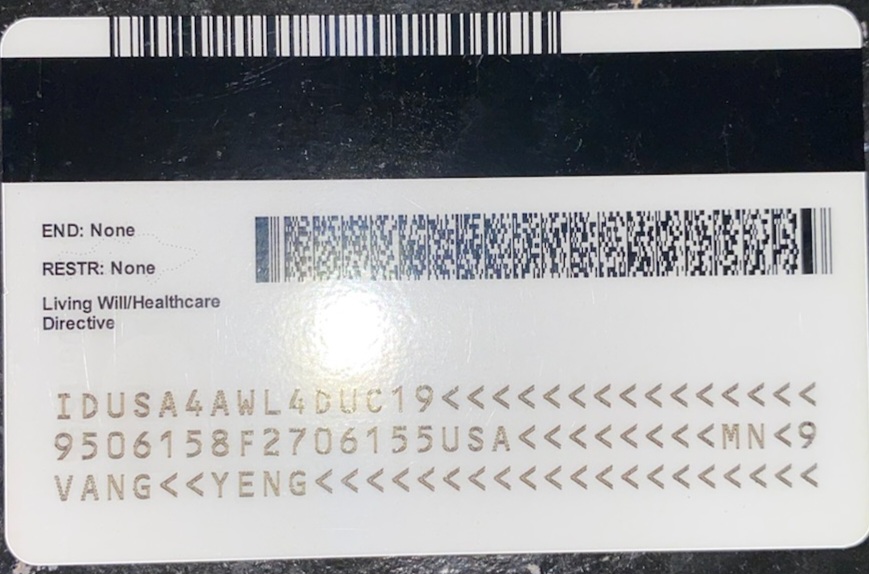 END: None
RESTR: None
Living Will/Healthcare
Directive
IDUSA4AWL4DUC19<<<<<<<<<<<<<<<
9506158F2706155USA<<<<<<<<MN<9
VANG<<YENG<<<<<<<<<<<<<<<<<<<<